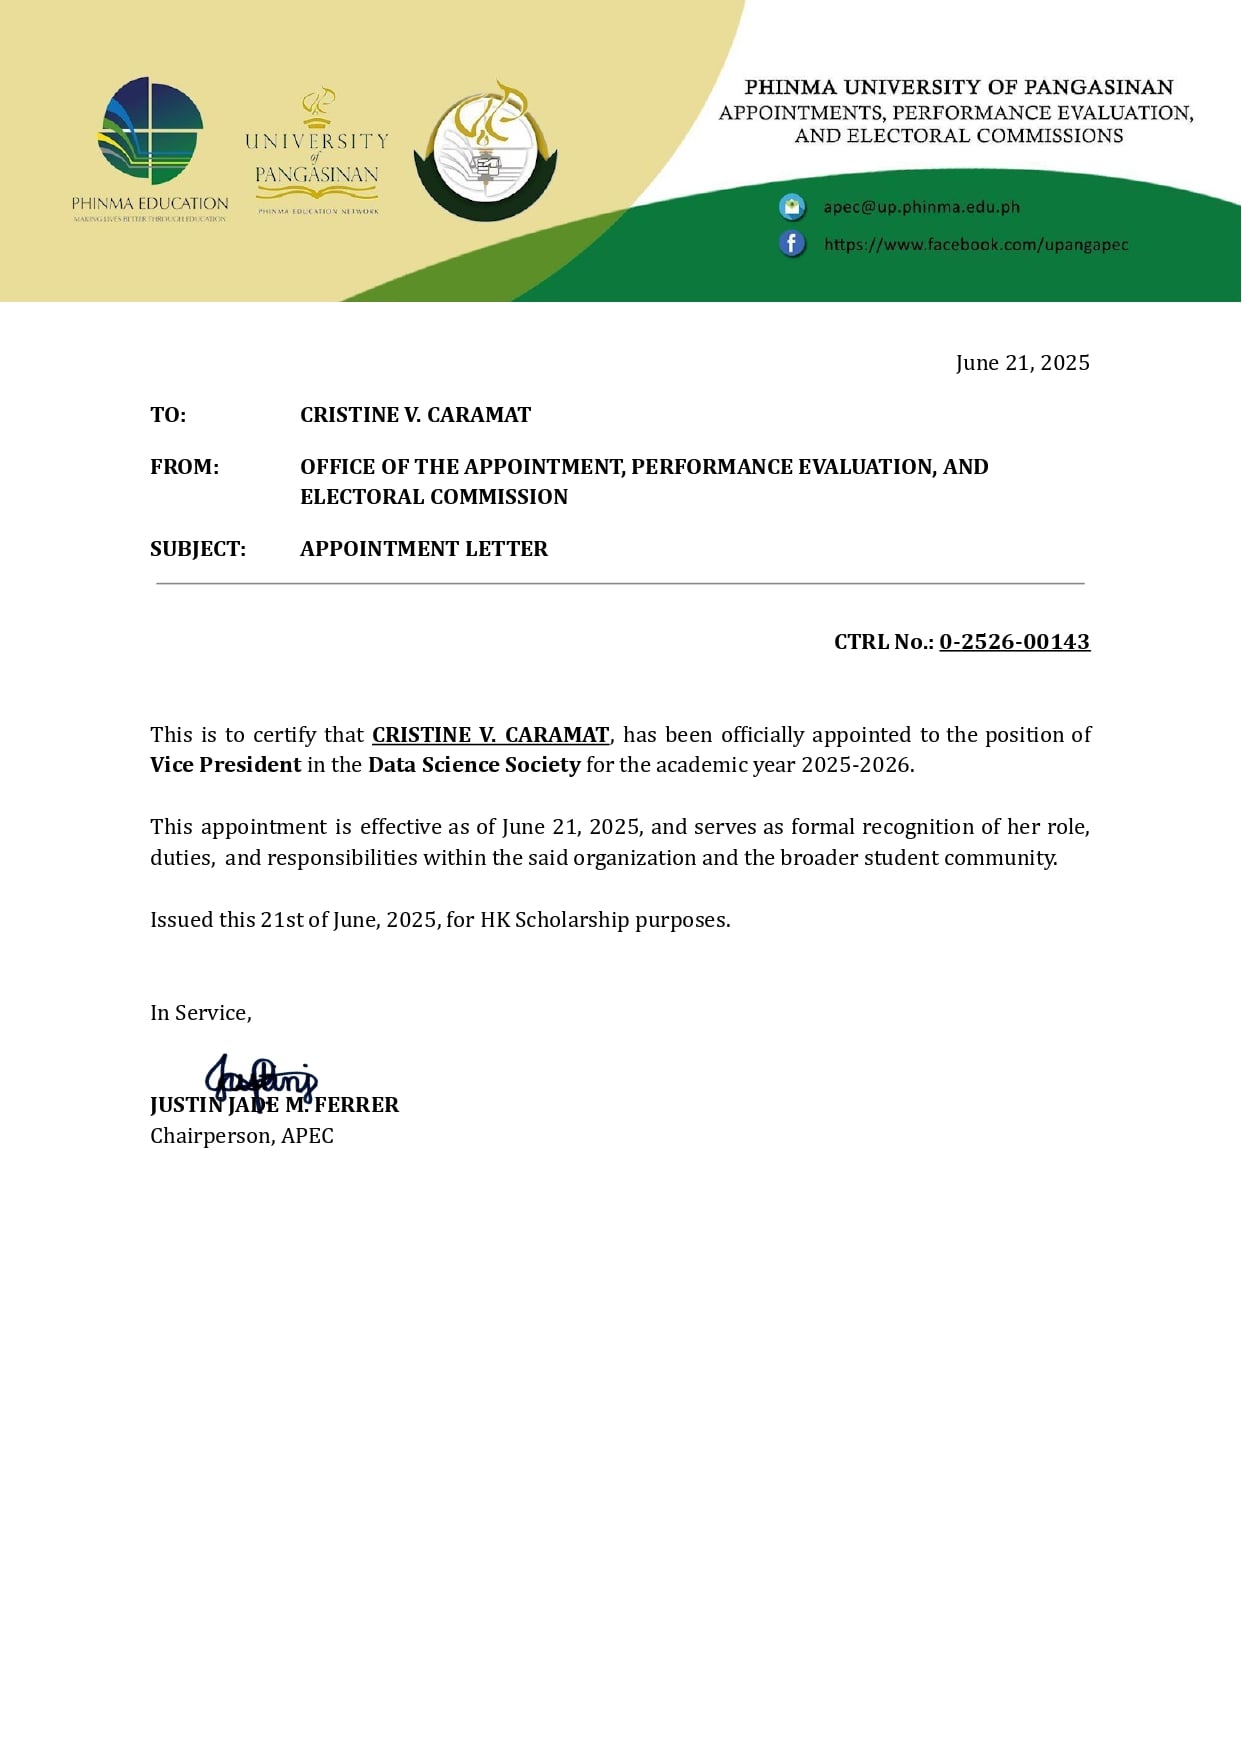 PHINMA EDUCATION
MAKING LIVES BETTER THROUGH EDUCATION
UNIVERSITY
of
PANGASINAN
PHINMA EDUCATION NETWORK
PHINMA UNIVERSITY OF PANGASINAN
APPOINTMENTS, PERFORMANCE EVALUATION,
AND ELECTORAL COMMISSIONS
apec@up.phinma.edu.ph
https://www.facebook.com/upangapec
June 21, 2025
TO: CRISTINE V. CARAMAT
FROM: OFFICE OF THE APPOINTMENT, PERFORMANCE EVALUATION, AND
ELECTORAL COMMISSION
SUBJECT: APPOINTMENT LETTER
CTRL No.: 0-2526-00143
This is to certify that CRISTINE V. CARAMAT, has been officially appointed to the position of
Vice President in the Data Science Society for the academic year 2025-2026.
This appointment is effective as of June 21, 2025, and serves as formal recognition of her role,
duties, and responsibilities within the said organization and the broader student community.
Issued this 21st of June, 2025, for HK Scholarship purposes.
In Service,
JUSTIN JADE M. FERRER
Chairperson, APEC